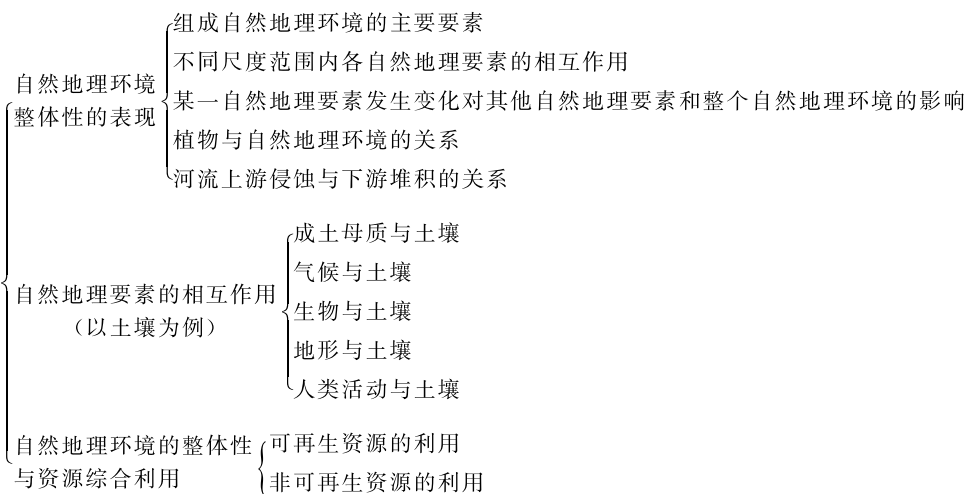 自然地理环境
整体性的表现
组成自然地理环境的主要要素
不同尺度范围内各自然地理要素的相互作用
某一自然地理要素发生变化对其他自然地理要素和整个自然地理环境的影响
植物与自然地理环境的关系
河流上游侵蚀与下游堆积的关系
自然地理要素的相互作用
（以土壤为例）
成土母质与土壤
气候与土壤
生物与土壤
地形与土壤
人类活动与土壤
自然地理环境的整体性
与资源综合利用
可再生资源的利用
非可再生资源的利用